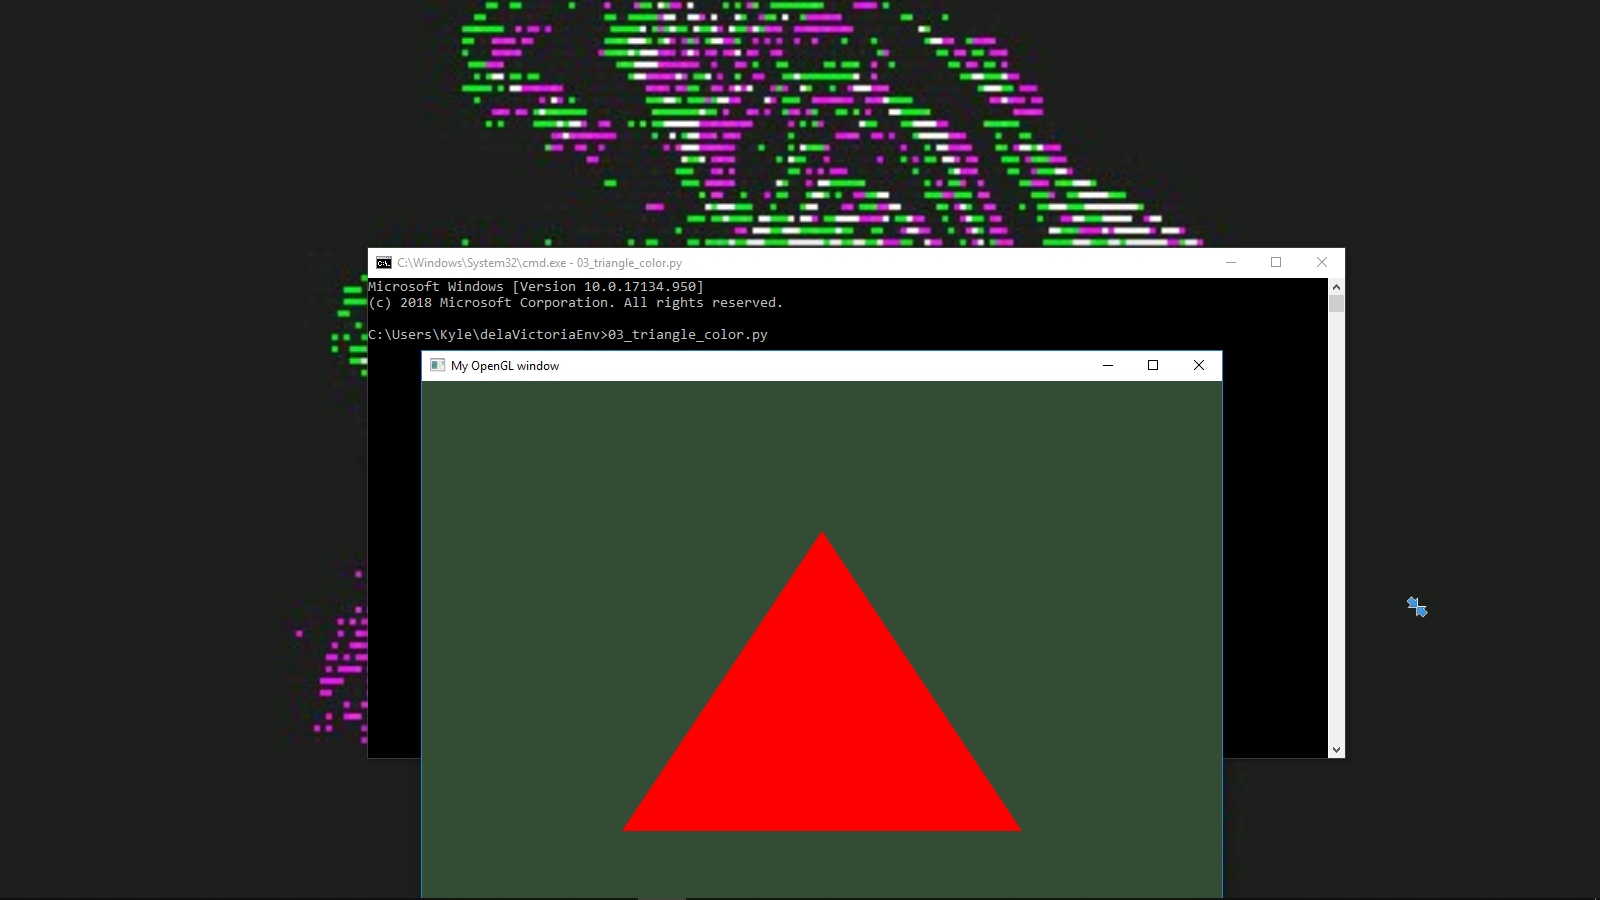 C:\Windows\System32\cmd.exe - 03_triangle_color.py
Microsoft Windows [Version 10.0.17134.950]
(c) 2018 Microsoft Corporation. All rights reserved.
C:\Users\Kyle\delaVictoriaEnv>03_triangle_color.py
My OpenGL window